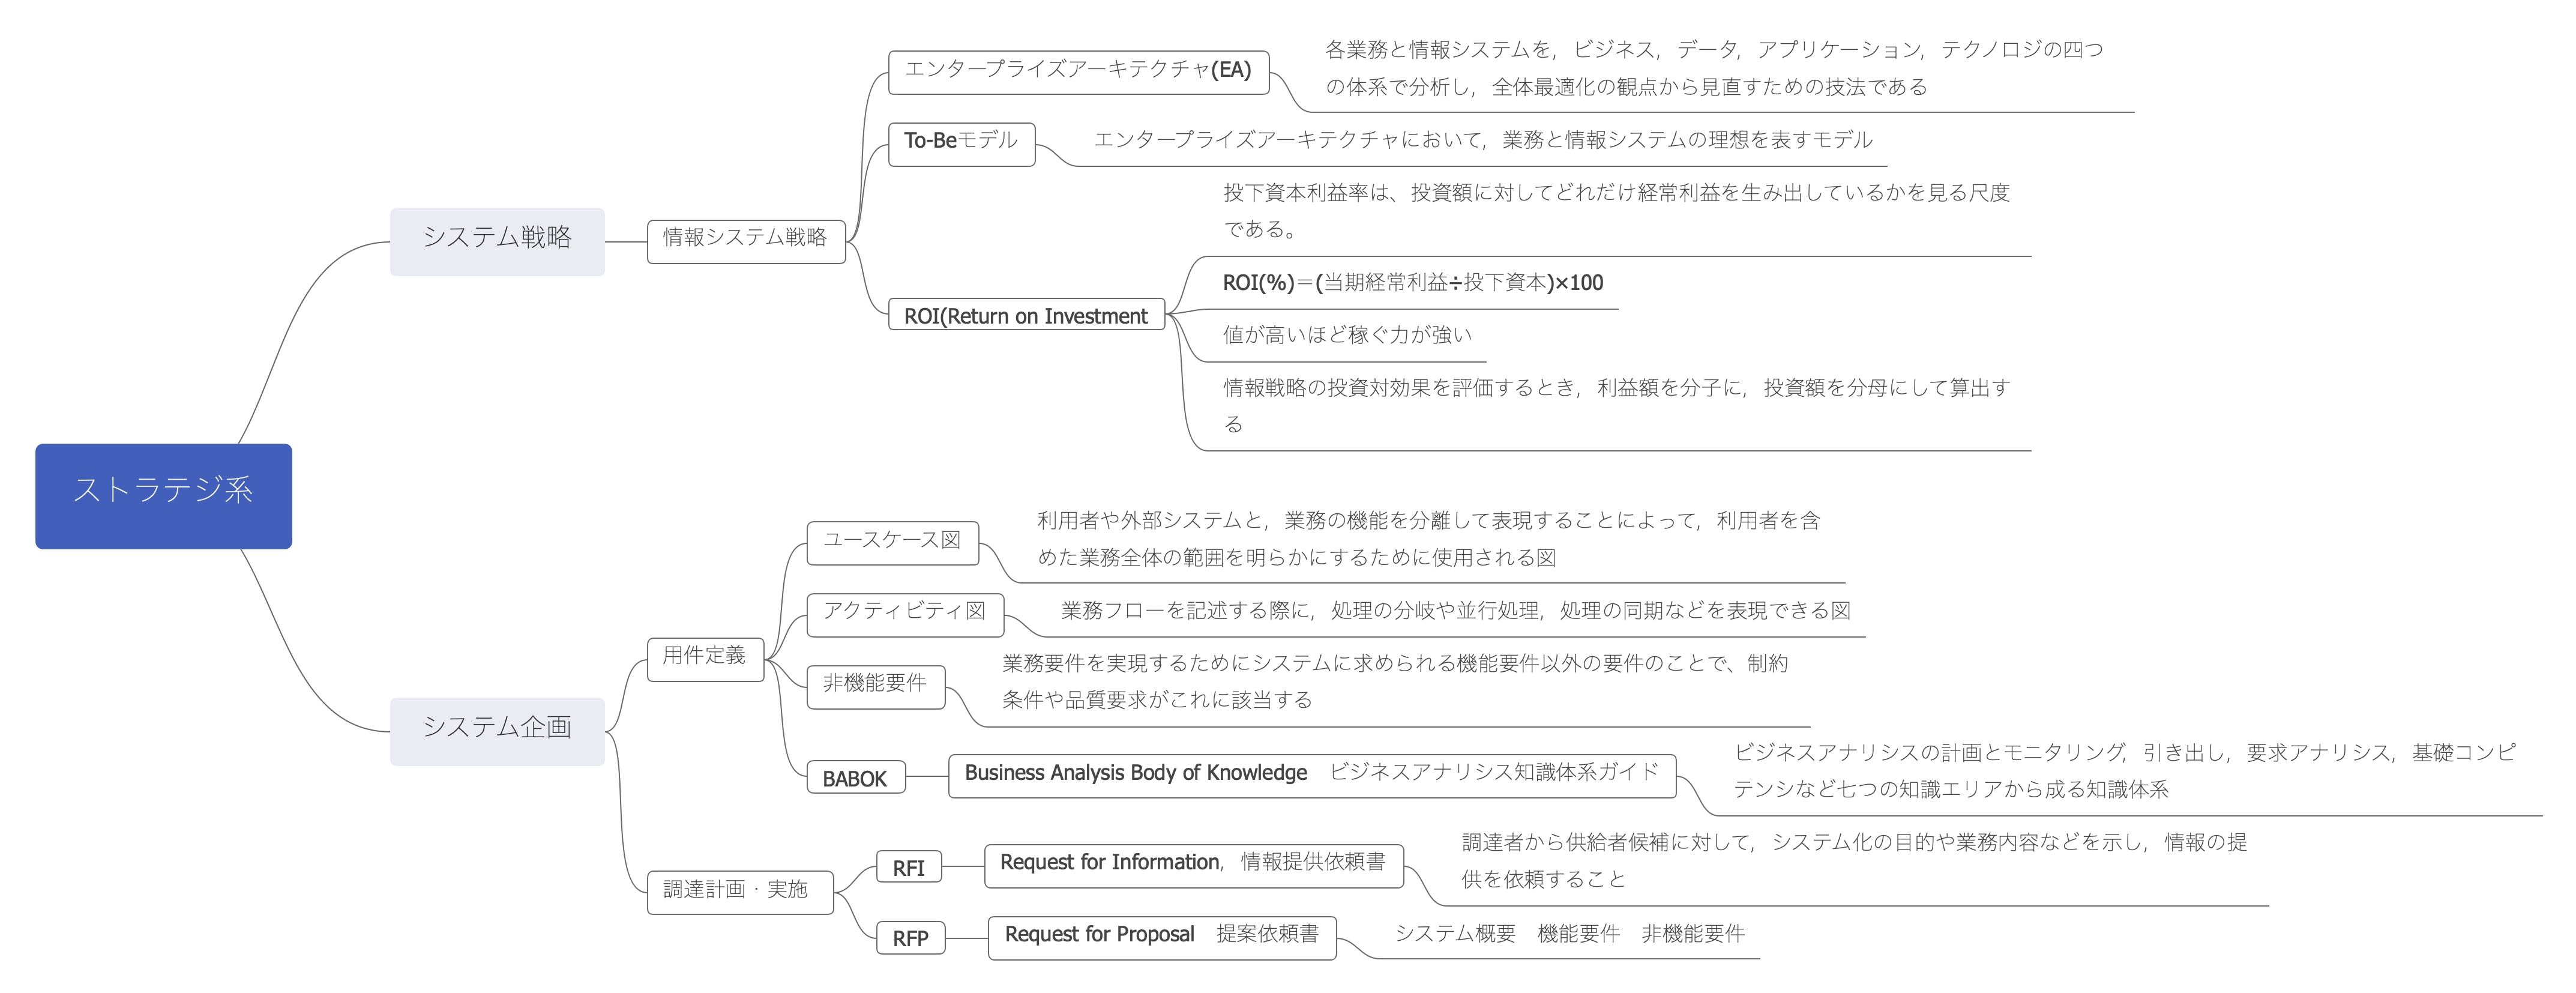 ストラテジ系
システム戦略
情報システム戦略
エンタープライズアーキテクチャ(EA)
各業務と情報システムを，ビジネス，データ，アプリケーション，テクノロジの四つ
の体系で分析し，全体最適化の観点から見直すための技法である
To-Beモデル
エンタープライズアーキテクチャにおいて，業務と情報システムの理想を表すモデル
ROI(Return on Investment
投下資本利益率は、投資額に対してどれだけ経常利益を生み出しているかを見る尺度
である。
ROI(%)＝(当期経常利益÷投下資本)×100
値が高いほど稼ぐ力が強い
情報戦略の投資対効果を評価するとき，利益額を分子に，投資額を分母にして算出す
る
システム企画
用件定義
ユースケース図
利用者や外部システムと，業務の機能を分離して表現することによって，利用者を含
めた業務全体の範囲を明らかにするために使用される図
アクティビティ図
業務フローを記述する際に，処理の分岐や並行処理，処理の同期などを表現できる図
非機能要件
業務要件を実現するためにシステムに求められる機能要件以外の要件のことで、制約
条件や品質要求がこれに該当する
BABOK
Business Analysis Body of Knowledge　ビジネスアナリシス知識体系ガイド
ビジネスアナリシスの計画とモニタリング，引き出し，要求アナリシス，基礎コンピ
テンシなど七つの知識エリアから成る知識体系
調達計画・実施
RFI
Request for Information，情報提供依頼書
調達者から供給者候補に対して，システム化の目的や業務内容などを示し，情報の提
供を依頼すること
RFP
Request for Proposal　提案依頼書
システム概要　機能要件　非機能要件